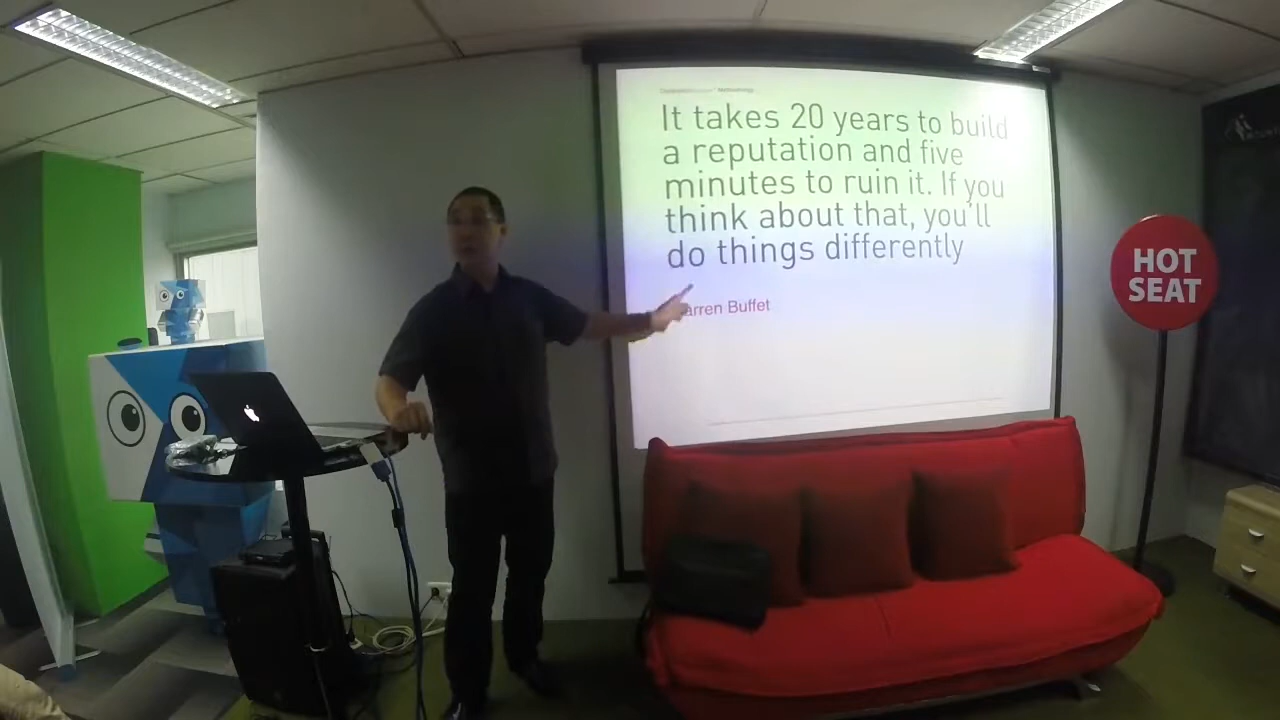 It takes 20 years to build
a reputation and five
minutes to ruin it. If you
think about that, you'll
do things differently
arren Buffet
HOT
SEAT